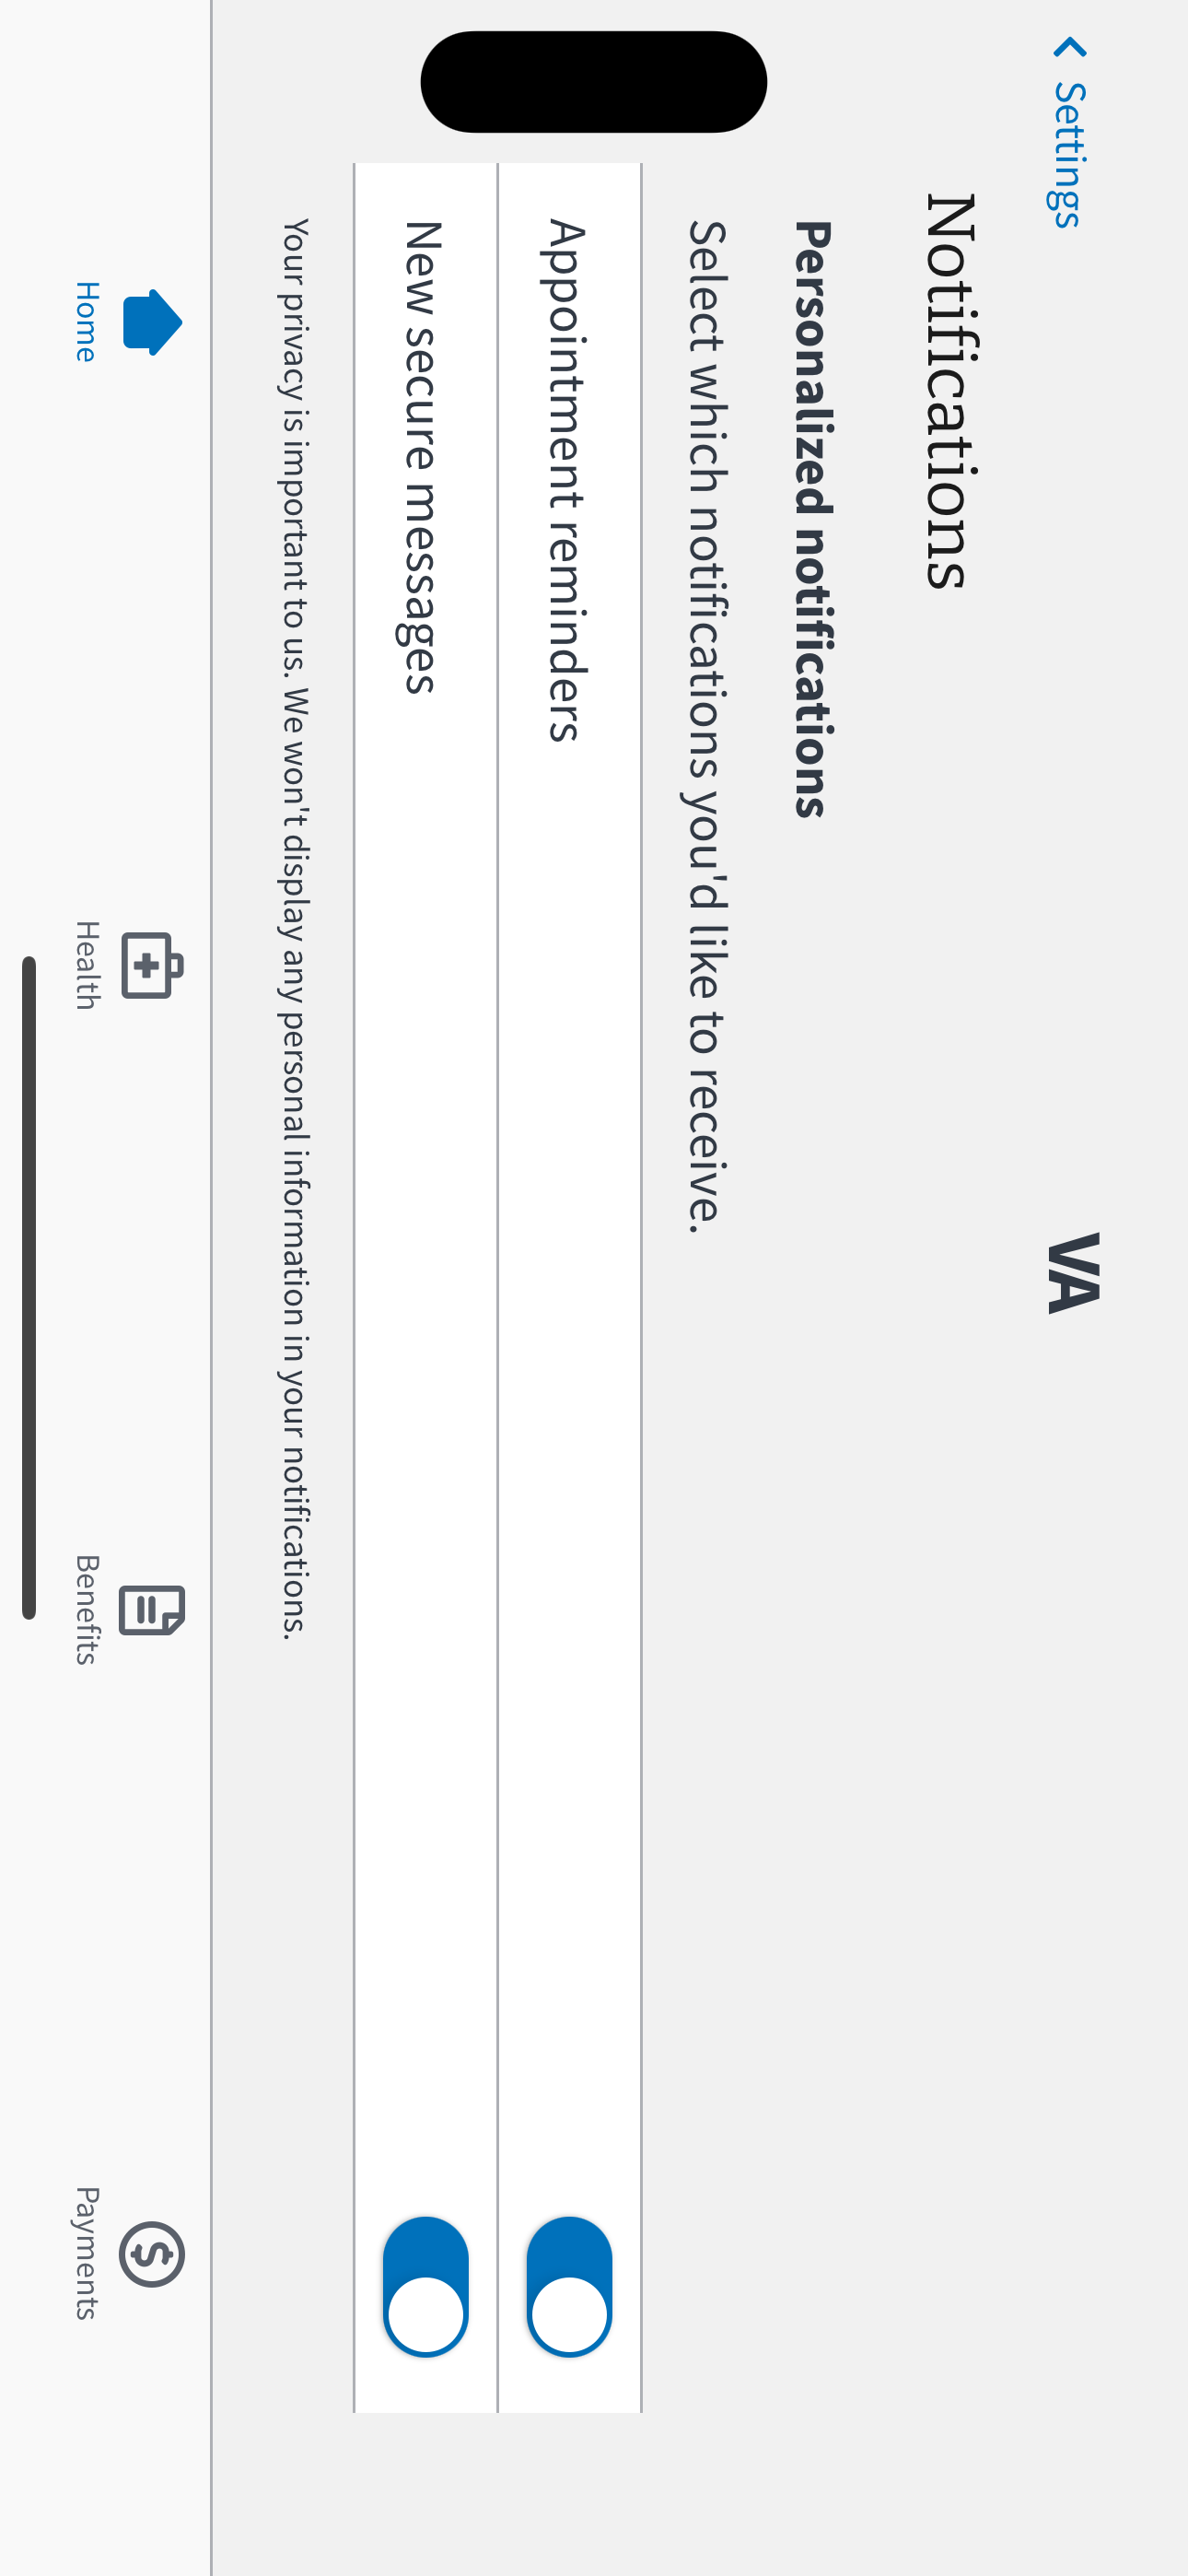 Settings
VA
Notifications
Personalized notifications
Select which notifications you'd like to receive.
Appointment reminders
New secure messages
Your privacy is important to us. We won't display any personal information in your notifications.
Home
Health
Benefits
Payments